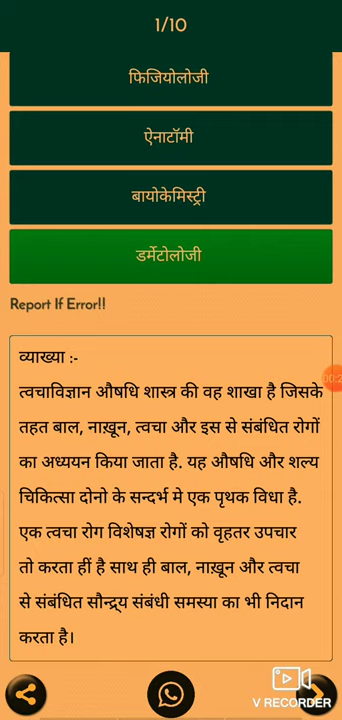 1/10
फिजियोलोजी
ऐनाटॉमी
बायोकेमिस्ट्री
डर्मेटोलोजी
Report If Error!!
व्याख्या :-
त्वचाविज्ञान औषधि शास्त्र की वह शाखा है जिसके
तहत बाल, नाख़ून, त्वचा और इस से संबंधित रोगों
का अध्ययन किया जाता है. यह औषधि और शल्य
चिकित्सा दोनो के सन्दर्भ मे एक पृथक विधा है.
एक त्वचा रोग विशेषज्ञ रोगों को वृहतर उपचार
तो करता हीं है साथ ही बाल, नाख़ून और त्वचा
से संबंधित सौन्द्र्य संबंधी समस्या का भी निदान
करता है।
V RECORDER